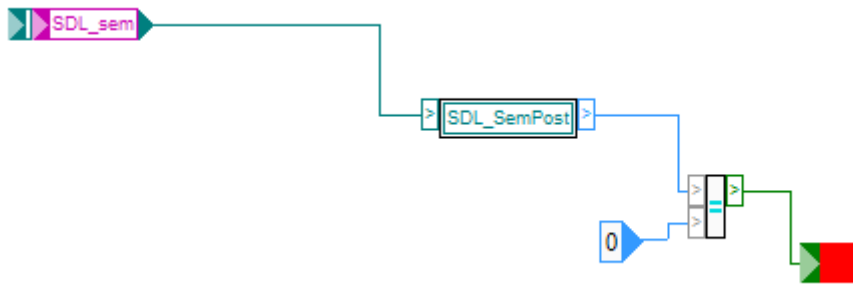 SDL_sem
> SDL_SemPost >
> = >
>
0